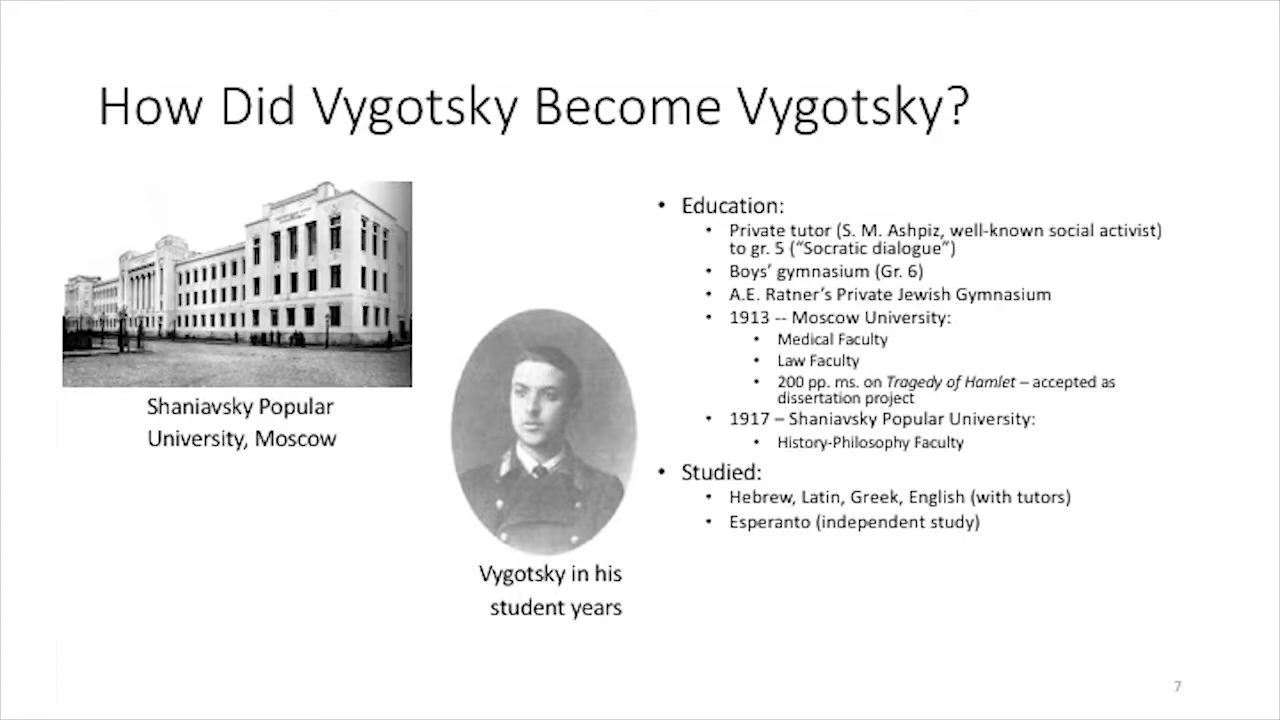 How Did Vygotsky Become Vygotsky?
Shaniavsky Popular
University, Moscow
Vygotsky in his
student years
• Education:
• Private tutor (S. M. Ashpiz, well-known social activist)
to gr. 5 (“Socratic dialogue”)
• Boys’ gymnasium (Gr. 6)
• A.E. Ratner’s Private Jewish Gymnasium
• 1913 -- Moscow University:
• Medical Faculty
• Law Faculty
• 200 pp. ms. on Tragedy of Hamlet – accepted as
dissertation project
• 1917 – Shaniavsky Popular University:
• History-Philosophy Faculty
• Studied:
• Hebrew, Latin, Greek, English (with tutors)
• Esperanto (independent study)
7